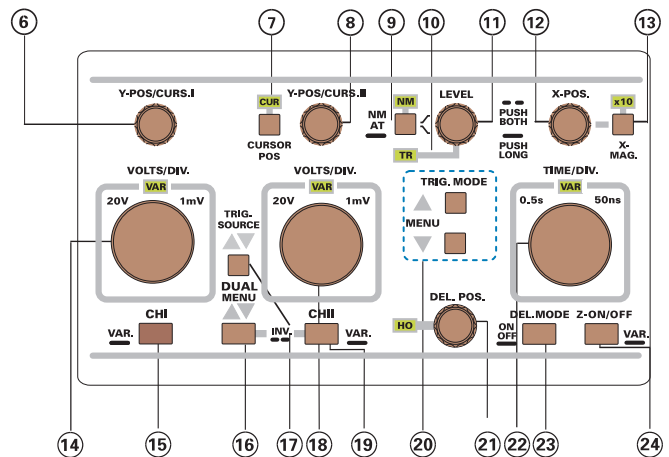 6 7 8 9 10 11 12 13
Y-POS/CURS.I
CUR
CURSOR
POS
Y-POS/CURS.II
NM
AT
NM
TR
LEVEL
PUSH
BOTH
PUSH
LONG
X-POS.
x10
X-
MAG.
VOLTS/DIV.
VAR
20V 1mV
TRIG.
SOURCE
VOLTS/DIV.
VAR
20V 1mV
TRIG. MODE
MENU
TIME/DIV.
VAR
0.5s 50ns
DUAL
MENU
DEL. POS.
HO
CHI
VAR.
INV.
CHII
VAR.
ON
OFF
DEL.MODE
Z-ON/OFF
VAR.
14 15 16 17 18 19 20 21 22 23 24